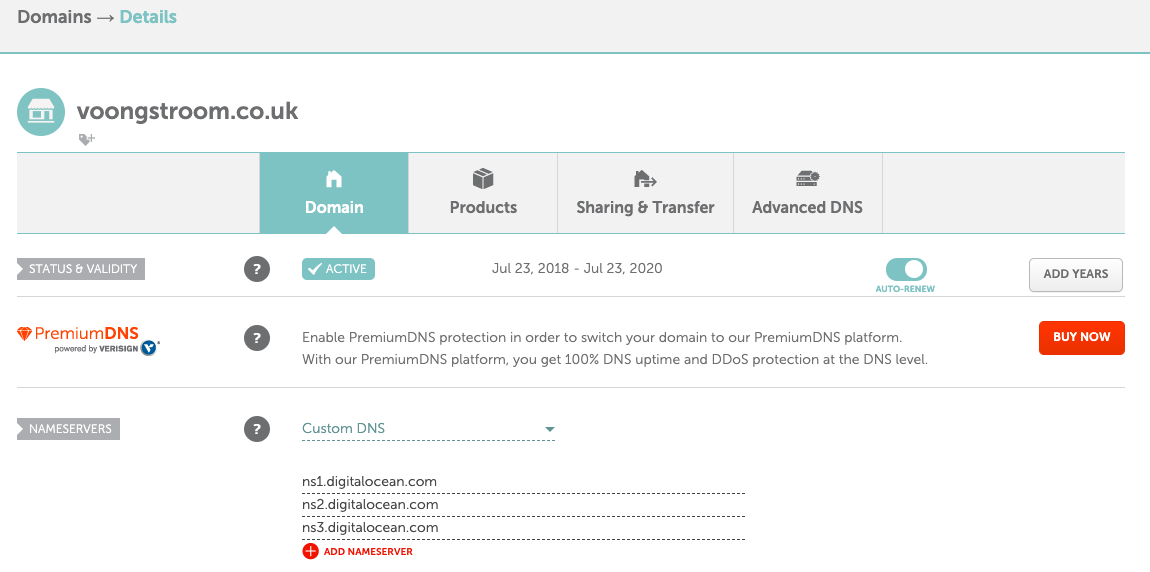 Domains → Details
voongstroom.co.uk
Domain
Products
Sharing & Transfer
Advanced DNS
STATUS & VALIDITY
?
ACTIVE
Jul 23, 2018 - Jul 23, 2020
AUTO-RENEW
ADD YEARS
PremiumDNS
powered by VERISIGN
?
Enable PremiumDNS protection in order to switch your domain to our PremiumDNS platform.
With our PremiumDNS platform, you get 100% DNS uptime and DDoS protection at the DNS level.
BUY NOW
NAMESERVERS
?
Custom DNS
ns1.digitalocean.com
ns2.digitalocean.com
ns3.digitalocean.com
ADD NAMESERVER